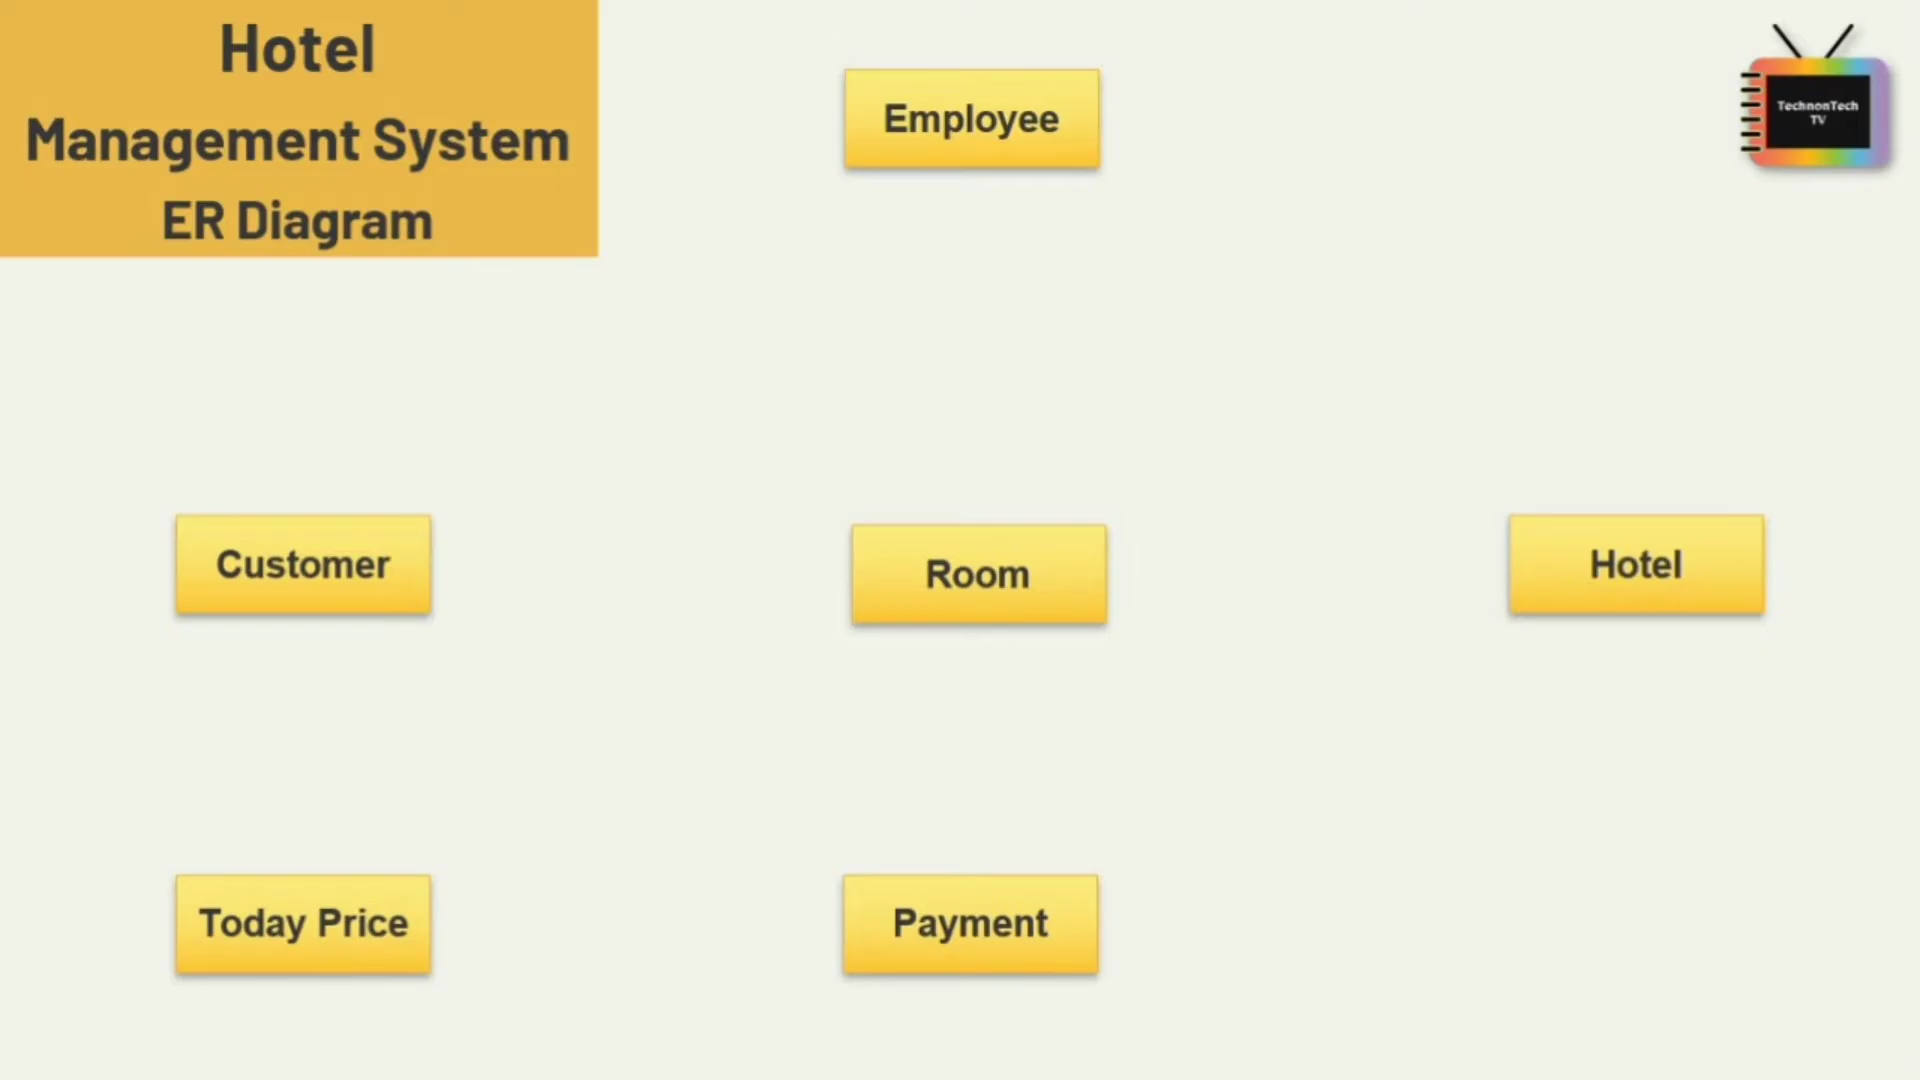 Hotel
Management System
ER Diagram
Employee
TechnonTech
TV
Customer
Room
Hotel
Today Price
Payment